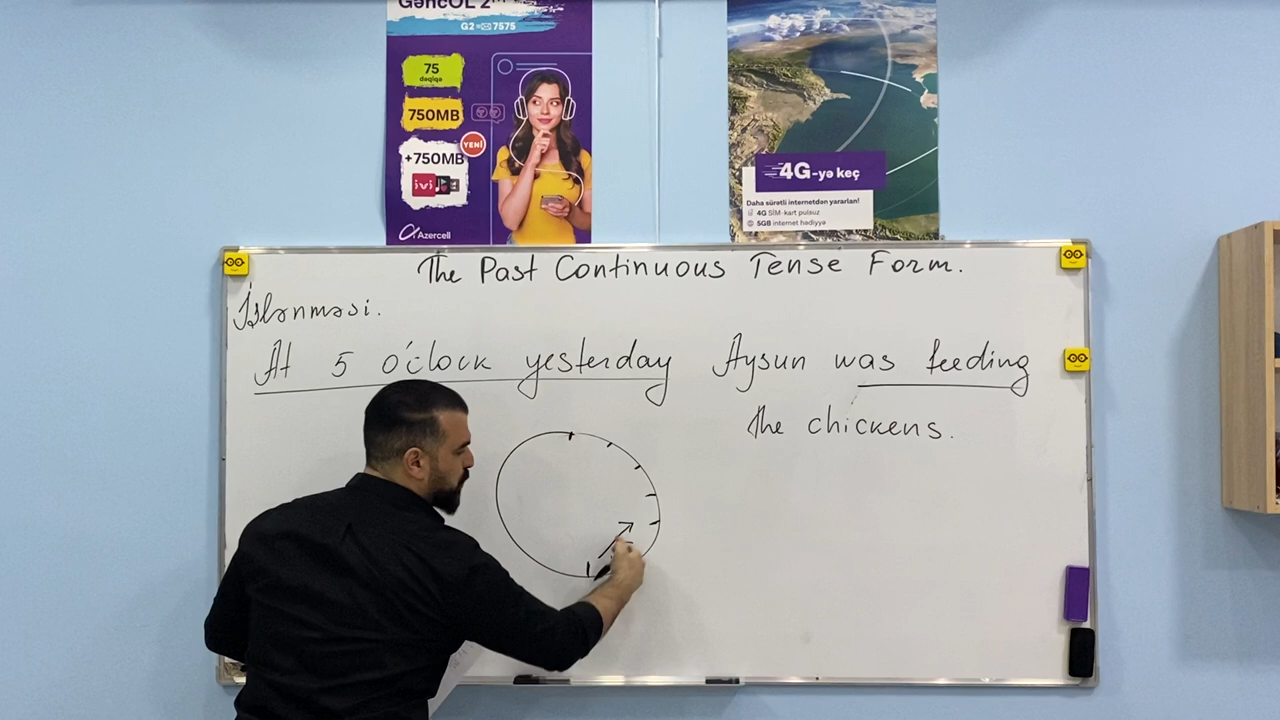 GəncOL 2
G2 7575
75
dəqiqə
750MB
YENİ
+750MB
ivi
Azercell
4G-yə keç
Daha sürətli internetdən yararlan!
4G SİM-kart pulsuz
5GB internet hədiyyə
The Past Continuous Tense Form.
İşlənməsi.
At 5 o'clock yesterday Aysun was feeding
the chickens.